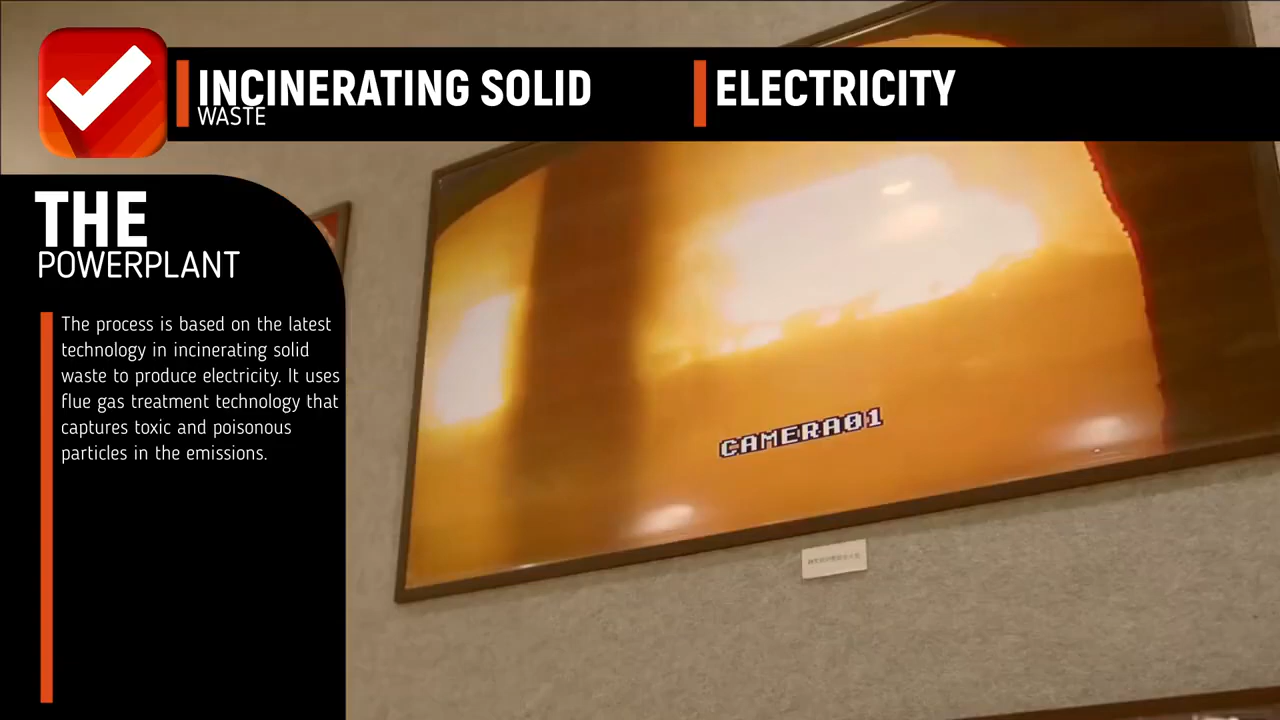 INCINERATING SOLID
WASTE
ELECTRICITY
THE
POWERPLANT
The process is based on the latest
technology in incinerating solid
waste to produce electricity. It uses
flue gas treatment technology that
captures toxic and poisonous
particles in the emissions.
CAMERA01